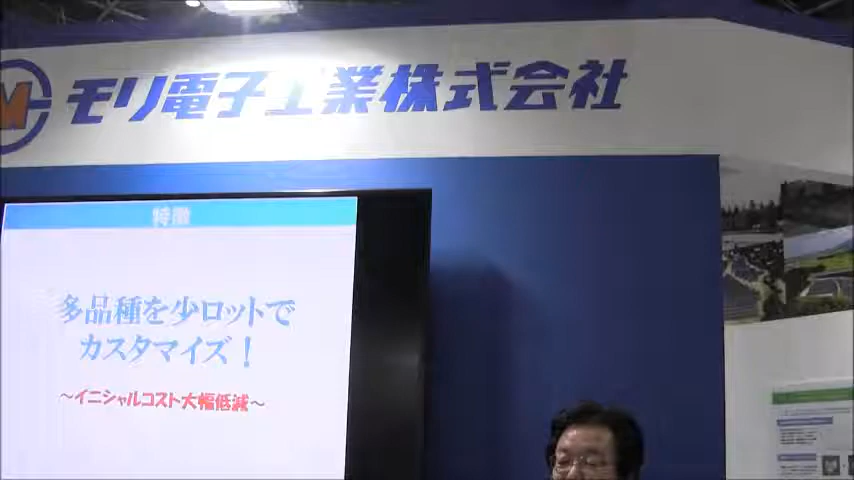 M
モリ電子工業株式会社
特徴
多品種を少ロットで
カスタマイズ！
～イニシャルコスト大幅低減～